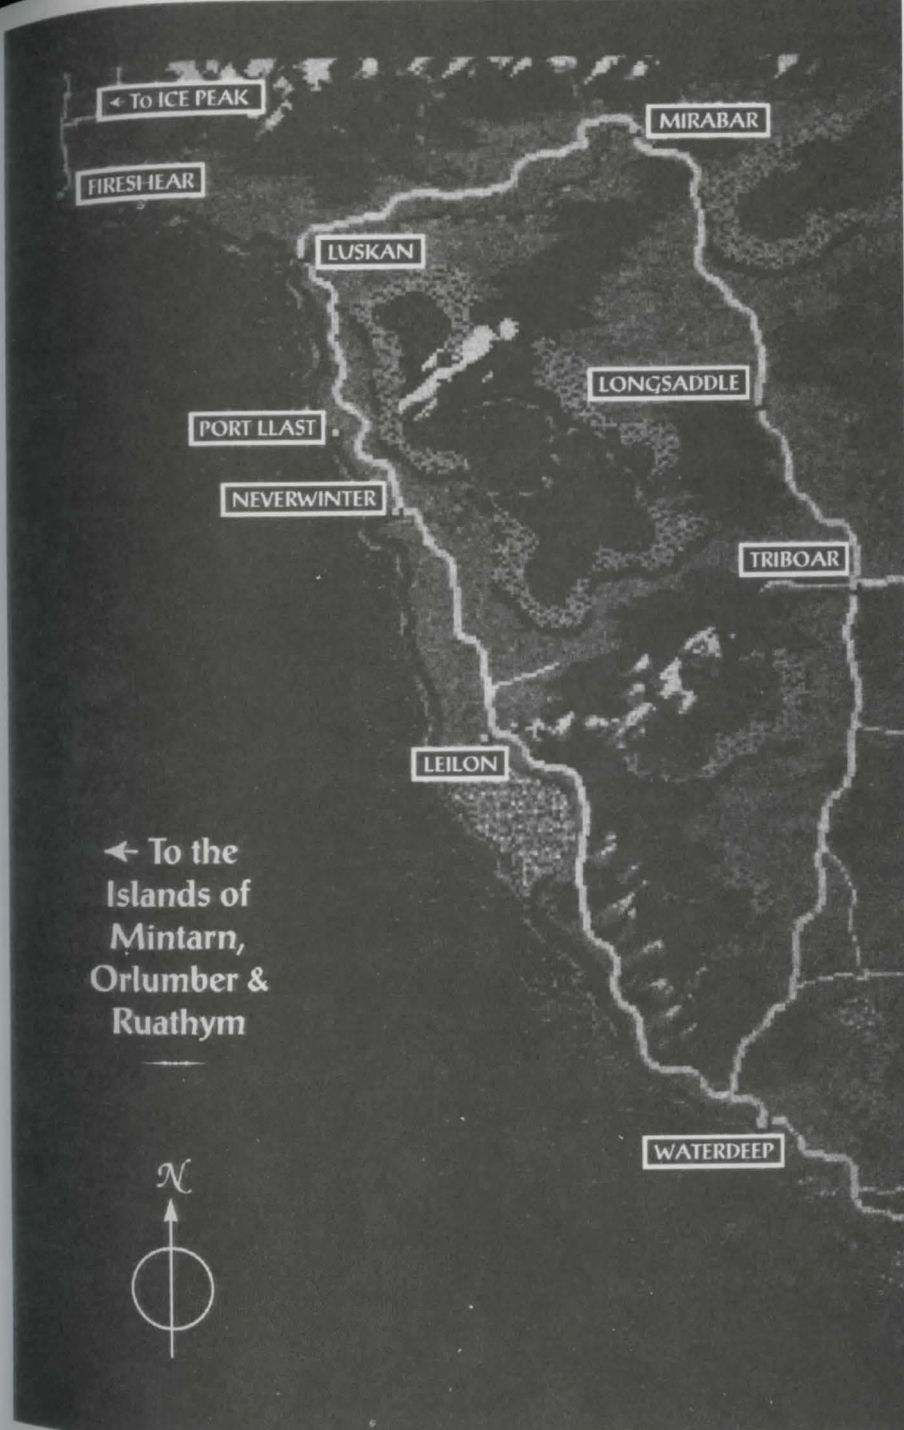 ← To ICE PEAK
MIRABAR
FIRESHEAR
LUSKAN
LONGSADDLE
PORT LLAST
NEVERWINTER
TRIBOAR
LEILON
← To the
Islands of
Mintarn,
Orlumber &
Ruathym
WATERDEEP
N